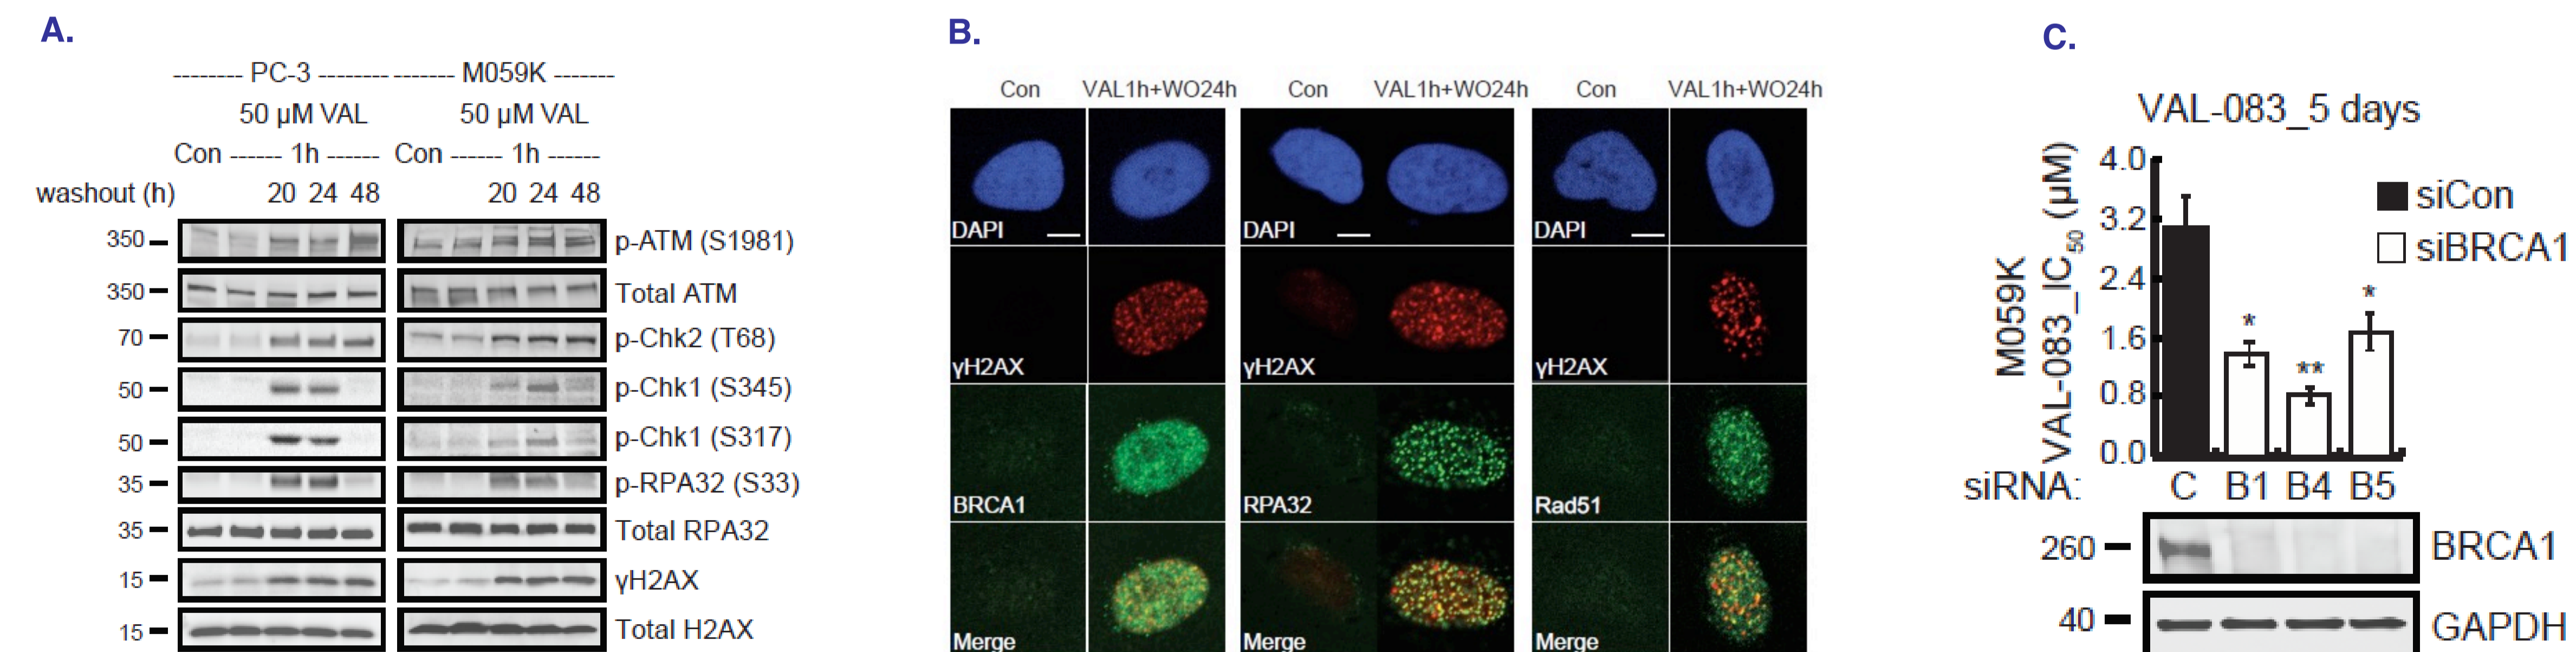 A.
-------- PC-3 -------- ------- M059K -------
50 µM VAL 50 µM VAL
Con ------ 1h ------- Con ------ 1h ------
washout (h) 20 24 48 20 24 48
350 p-ATM (S1981)
350 Total ATM
70 p-Chk2 (T68)
50 p-Chk1 (S345)
50 p-Chk1 (S317)
35 p-RPA32 (S33)
35 Total RPA32
15 γH2AX
15 Total H2AX
B.
Con VAL1h+WO24h Con VAL1h+WO24h Con VAL1h+WO24h
DAPI DAPI DAPI
γH2AX γH2AX γH2AX
BRCA1 RPA32 Rad51
Merge Merge Merge
C.
VAL-083_5 days
M059K
VAL-083_IC50 (µM)
4.0
3.2
2.4
1.6
0.8
0.0
siCon
siBRCA1
* ** *
siRNA: C B1 B4 B5
260 BRCA1
40 GAPDH